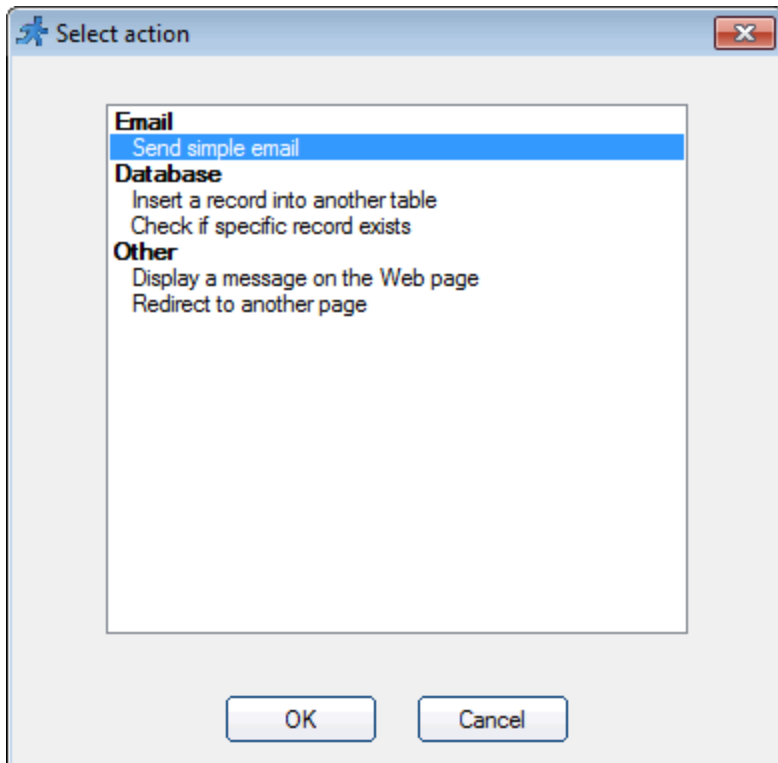 Select action
Email
Send simple email
Database
Insert a record into another table
Check if specific record exists
Other
Display a message on the Web page
Redirect to another page
OK
Cancel